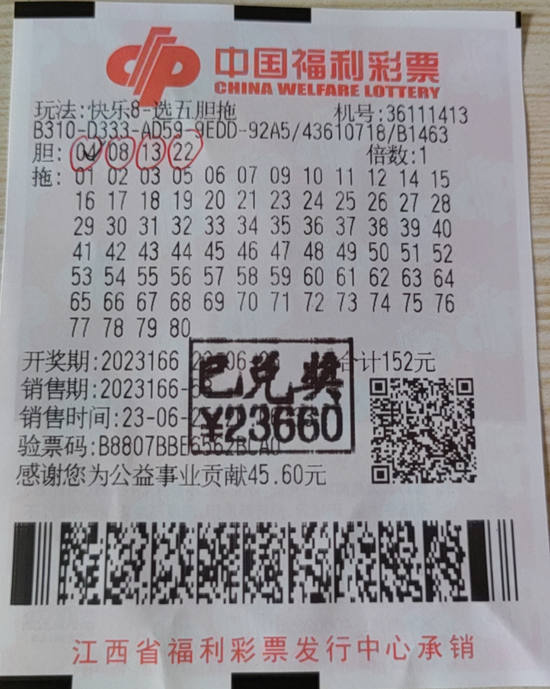 中国福利彩票
CHINA WELFARE LOTTERY
玩法:快乐8-选五胆拖 机号:36111413
B310-D333-AD59-9EDD-92A5/43610718/B1463
胆: 04 08 13 22 倍数:1
拖: 01 02 03 05 06 07 09 10 11 12 14 15
16 17 18 19 20 21 23 24 25 26 27 28
29 30 31 32 33 34 35 36 37 38 39 40
41 42 43 44 45 46 47 48 49 50 51 52
53 54 55 56 57 58 59 60 61 62 63 64
65 66 67 68 69 70 71 72 73 74 75 76
77 78 79 80
开奖期:2023166 合计152元
已兑奖
销售期:2023166
¥23660
销售时间:23-06
验票码:B8807BBE6562BCA0
感谢您为公益事业贡献45.60元
江西省福利彩票发行中心承销